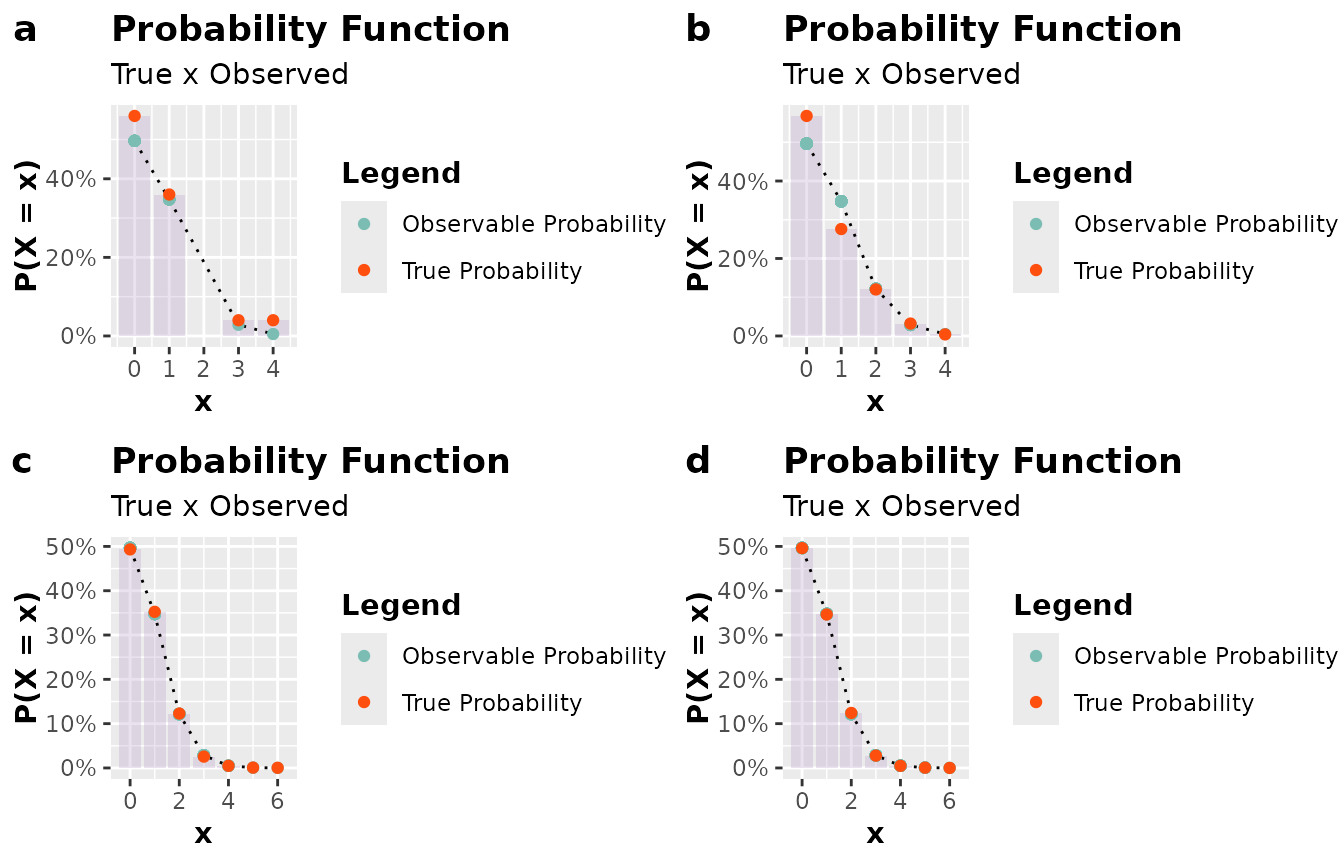 a
Probability Function
True x Observed
P(X = x)
40%
20%
0%
0 1 2 3 4
x
Legend
Observable Probability
True Probability
b
Probability Function
True x Observed
P(X = x)
40%
20%
0%
0 1 2 3 4
x
Legend
Observable Probability
True Probability
c
Probability Function
True x Observed
P(X = x)
50%
40%
30%
20%
10%
0%
0 2 4 6
x
Legend
Observable Probability
True Probability
d
Probability Function
True x Observed
P(X = x)
50%
40%
30%
20%
10%
0%
0 2 4 6
x
Legend
Observable Probability
True Probability